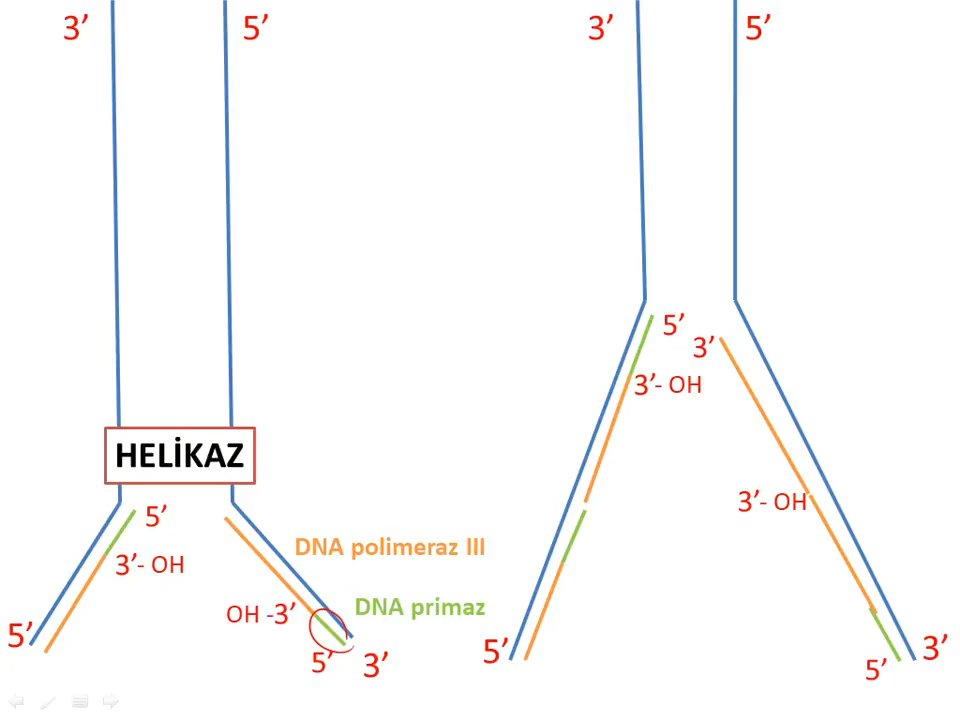 3’
5’
3’
5’
HELİKAZ
5’
3’- OH
5’
DNA polimeraz III
DNA primaz
OH -3’
5’
3’
5’
3’
3’- OH
3’- OH
5’
5’
3’